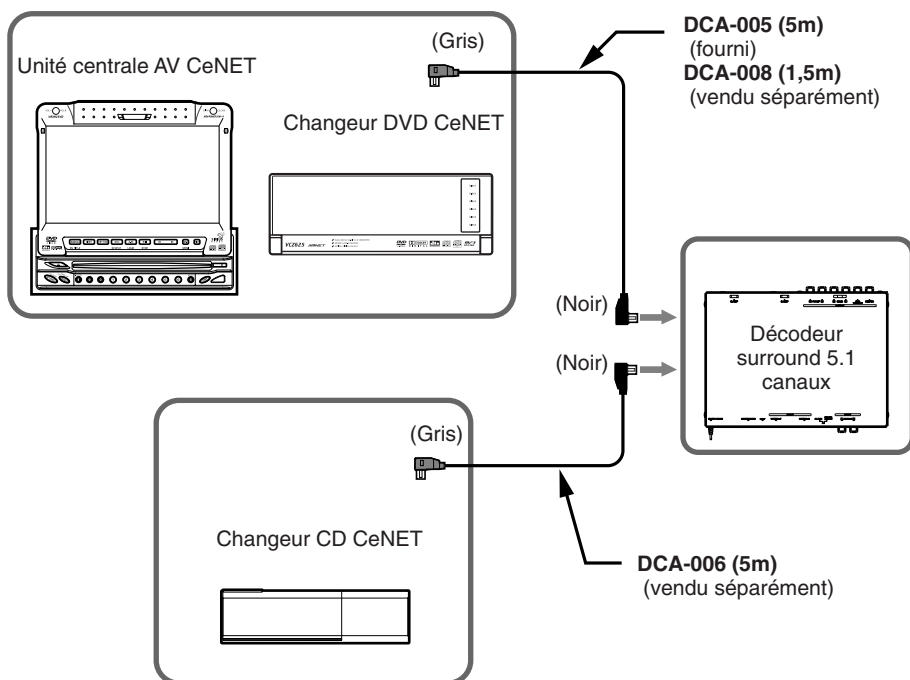 DCA-005 (5m)
(fourni)
DCA-008 (1,5m)
(vendu séparément)
(Gris)
Unité centrale AV CeNET
Changeur DVD CeNET
VCZ625
(Noir)
Décodeur
surround 5.1
canaux
(Noir)
(Gris)
Changeur CD CeNET
DCA-006 (5m)
(vendu séparément)